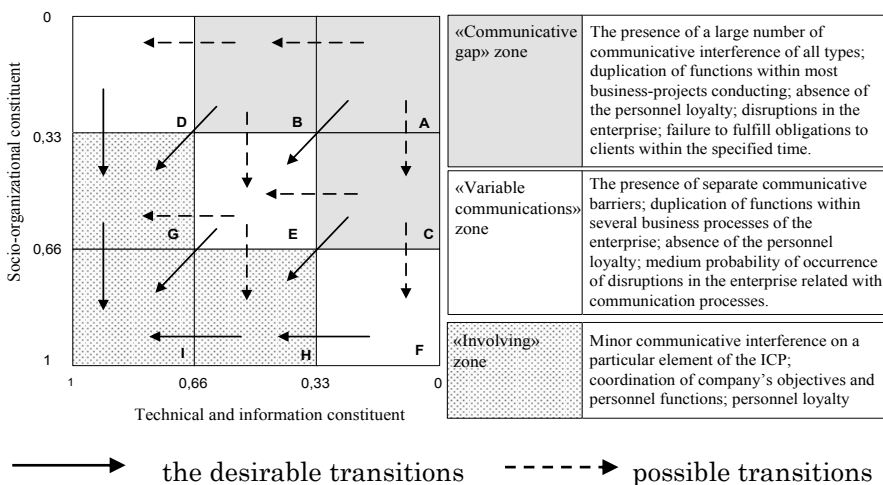 Socio-organizational constituent
0
0,33
0,66
1
D
B
A
G
E
C
I
H
F
1
0,66
0,33
0
Technical and information constituent
«Communicative
gap» zone
The presence of a large number of
communicative interference of all types;
duplication of functions within most
business-projects conducting; absence of
the personnel loyalty; disruptions in the
enterprise; failure to fulfill obligations to
clients within the specified time.
«Variable
communications»
zone
The presence of separate communicative
barriers; duplication of functions within
several business processes of the
enterprise; absence of the personnel
loyalty; medium probability of occurrence
of disruptions in the enterprise related with
communication processes.
«Involving»
zone
Minor communicative interference on a
particular element of the ICP;
coordination of company’s objectives and
personnel functions; personnel loyalty
the desirable transitions
possible transitions